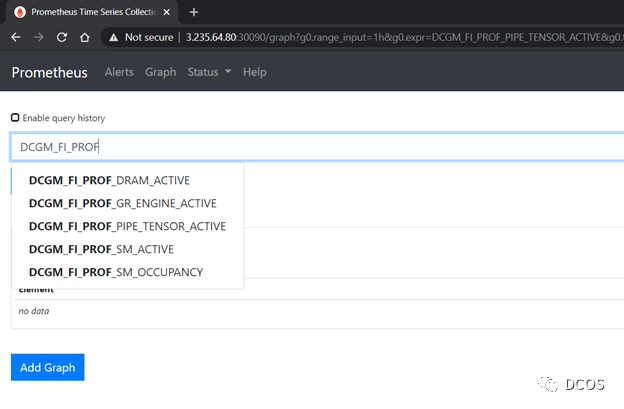 Prometheus Time Series Collectio
Not secure 3.235.64.80:30090/graph?g0.range_input=1h&g0.expr=DCGM_FI_PROF_PIPE_TENSOR_ACTIVE&g0.
Prometheus Alerts Graph Status Help
Enable query history
DCGM_FI_PROF
DCGM_FI_PROF_DRAM_ACTIVE
DCGM_FI_PROF_GR_ENGINE_ACTIVE
DCGM_FI_PROF_PIPE_TENSOR_ACTIVE
DCGM_FI_PROF_SM_ACTIVE
DCGM_FI_PROF_SM_OCCUPANCY
Element
no data
Add Graph
DCOS